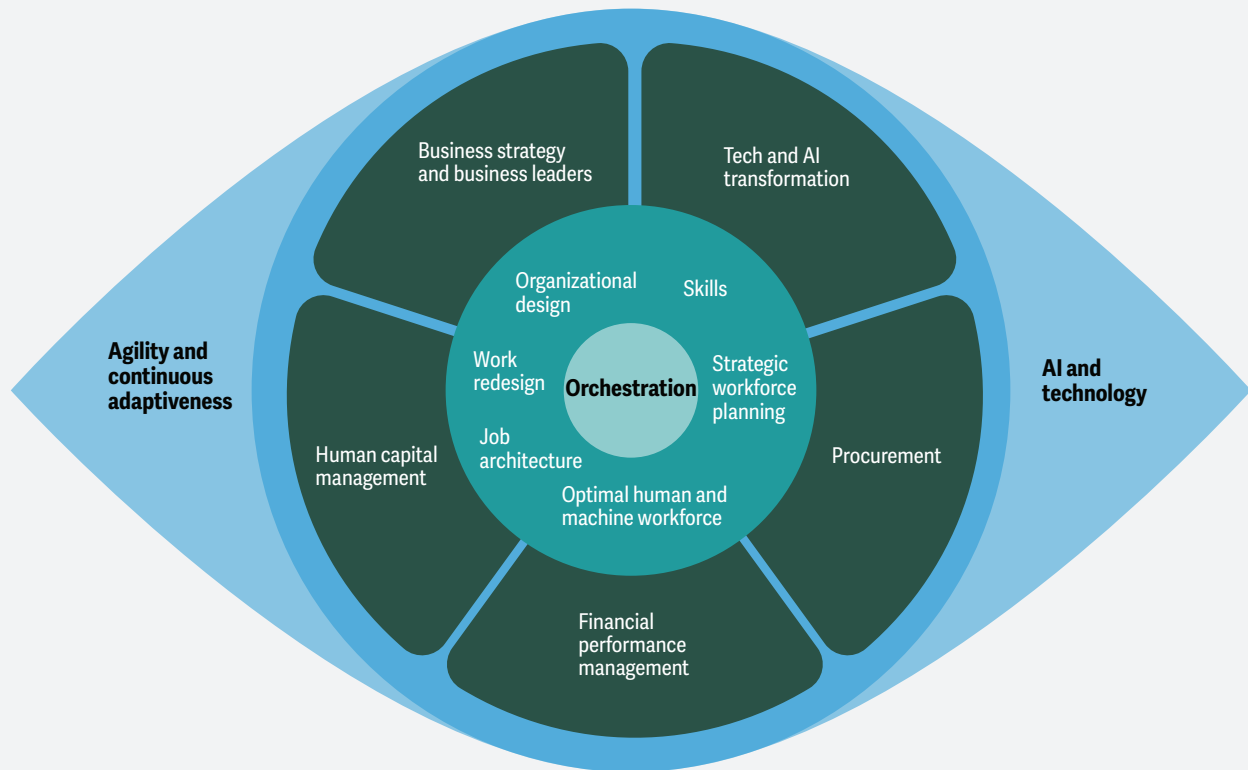 Business strategy
and business leaders
Tech and AI
transformation
Organizational
design
Skills
Agility and
continuous
adaptiveness
Work
redesign
Orchestration
Strategic
workforce
planning
AI and
technology
Human capital
management
Job
architecture
Procurement
Optimal human and
machine workforce
Financial
performance
management